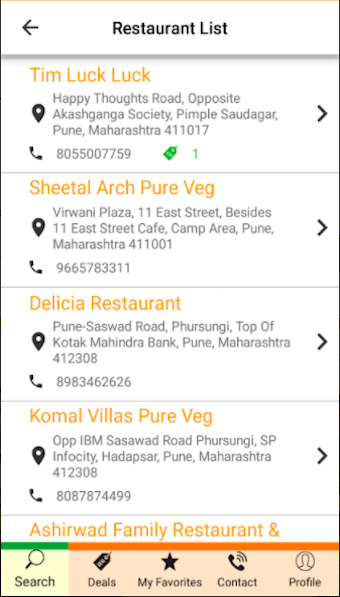 Restaurant List
Tim Luck Luck
Happy Thoughts Road, Opposite
Akashganga Society, Pimple Saudagar,
Pune, Maharashtra 411017
8055007759 1
Sheetal Arch Pure Veg
Virwani Plaza, 11 East Street, Besides
11 East Street Cafe, Camp Area, Pune,
Maharashtra 411001
9665783311
Delicia Restaurant
Pune-Saswad Road, Phursungi, Top Of
Kotak Mahindra Bank, Pune, Maharashtra
412308
8983462626
Komal Villas Pure Veg
Opp IBM Sasawad Road Phursungi, SP
Infocity, Hadapsar, Pune, Maharashtra
412308
8087874499
Ashirwad Family Restaurant &
Search Deals My Favorites Contact Profile